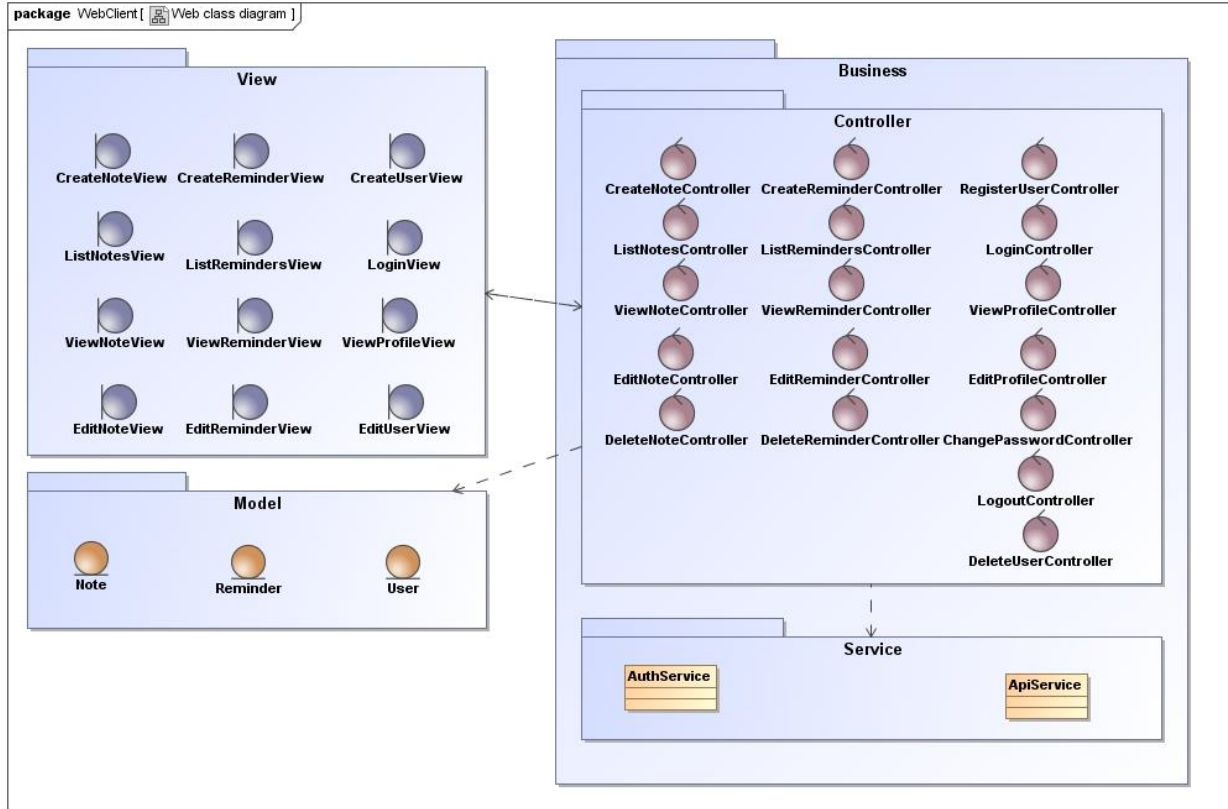 package WebClient [ Web class diagram ]
View
CreateNoteView CreateReminderView CreateUserView
ListNotesView ListRemindersView LoginView
ViewNoteView ViewReminderView ViewProfileView
EditNoteView EditReminderView EditUserView
Model
Note Reminder User
Business
Controller
CreateNoteController CreateReminderController RegisterUserController
ListNotesController ListRemindersController LoginController
ViewNoteController ViewReminderController ViewProfileController
EditNoteController EditReminderController EditProfileController
DeleteNoteController DeleteReminderController ChangePasswordController
LogoutController
DeleteUserController
Service
AuthService ApiService